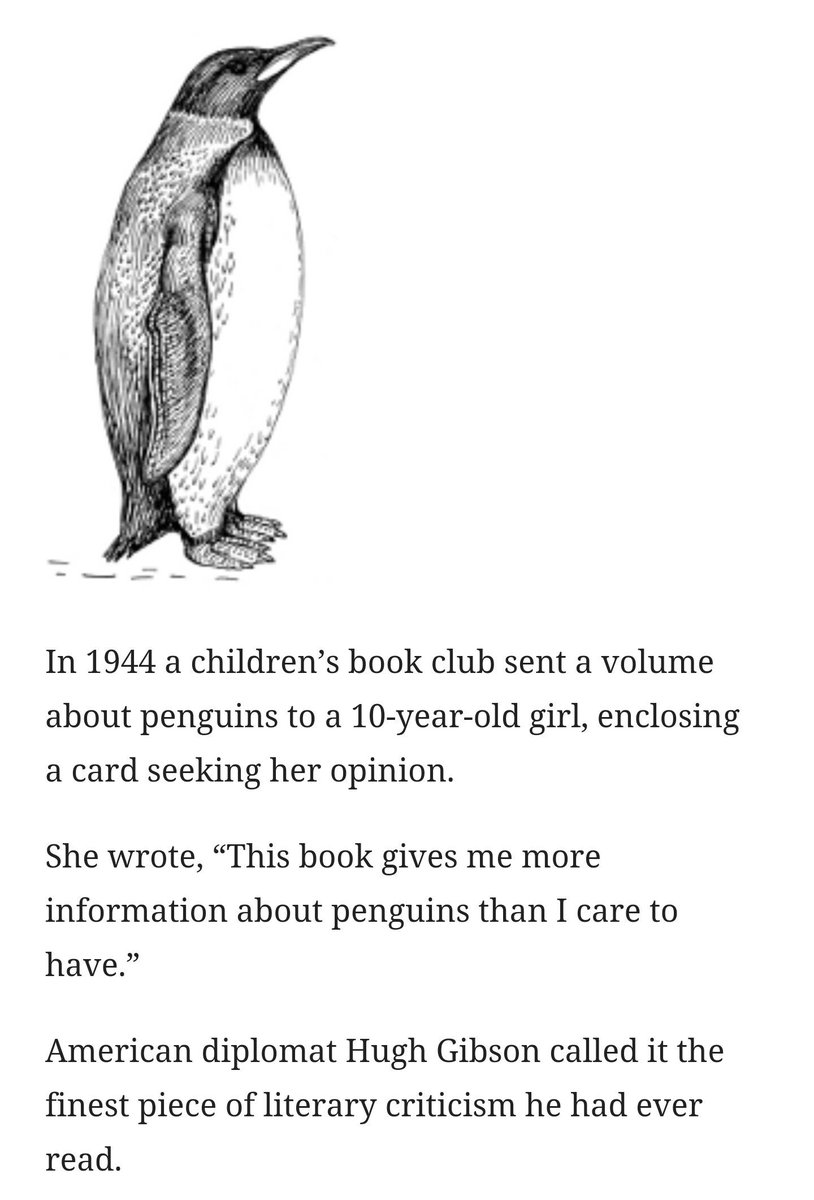 In 1944 a children’s book club sent a volume
about penguins to a 10-year-old girl, enclosing
a card seeking her opinion.
She wrote, “This book gives me more
information about penguins than I care to
have.”
American diplomat Hugh Gibson called it the
finest piece of literary criticism he had ever
read.